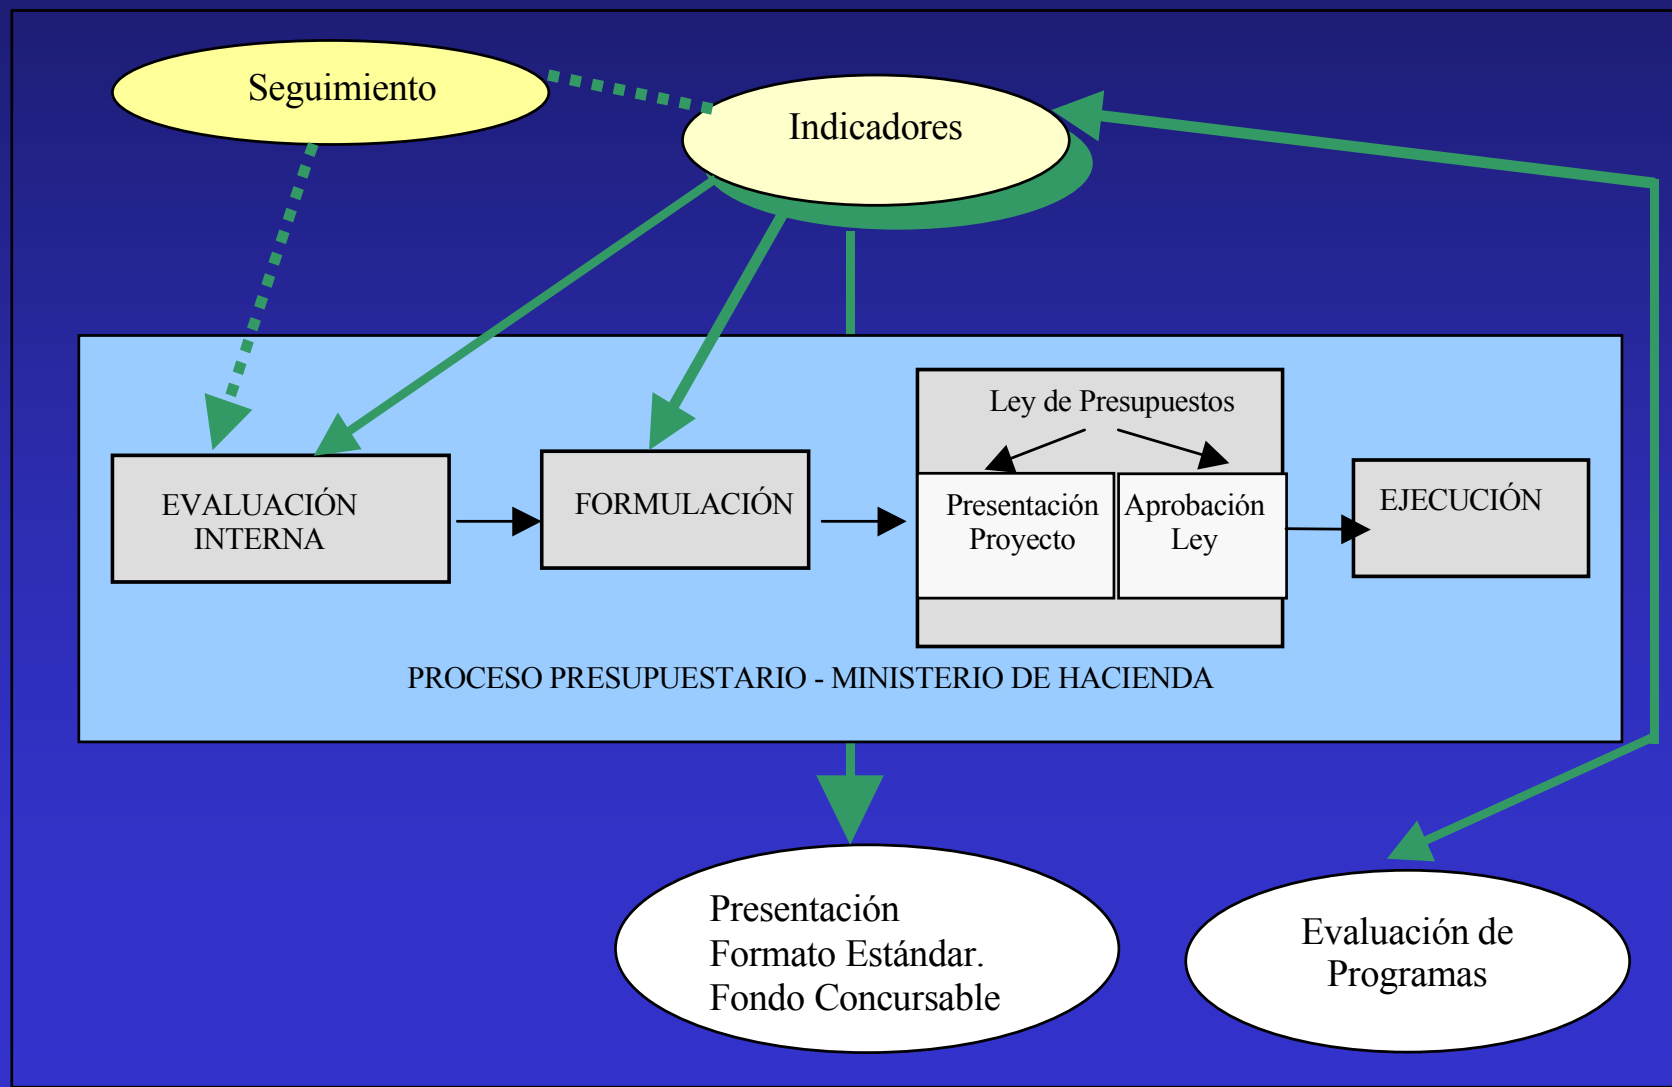 Seguimiento
Indicadores
Ley de Presupuestos
EVALUACIÓN
INTERNA
FORMULACIÓN
Presentación
Proyecto
Aprobación
Ley
EJECUCIÓN
PROCESO PRESUPUESTARIO - MINISTERIO DE HACIENDA
Presentación
Formato Estándar.
Fondo Concursable
Evaluación de
Programas